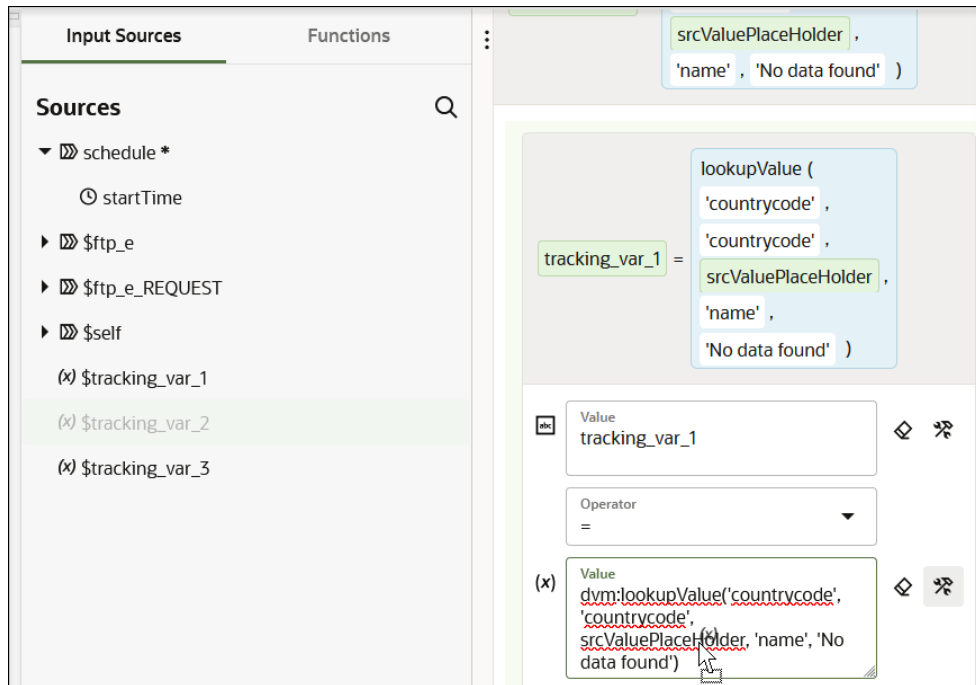 Input Sources
Functions
Sources
schedule *
startTime
$ftp_e
$ftp_e_REQUEST
$self
(x) $tracking_var_1
(x) $tracking_var_2
(x) $tracking_var_3
srcValuePlaceHolder ,
'name' , 'No data found' )
lookupValue (
'countrycode' ,
'countrycode' ,
tracking_var_1 = srcValuePlaceHolder ,
'name' ,
'No data found' )
abc
Value
tracking_var_1
Operator
=
(x)
Value
dvm:lookupValue('countrycode',
'countrycode',
srcValuePlaceHolder, 'name', 'No
data found')
(x)